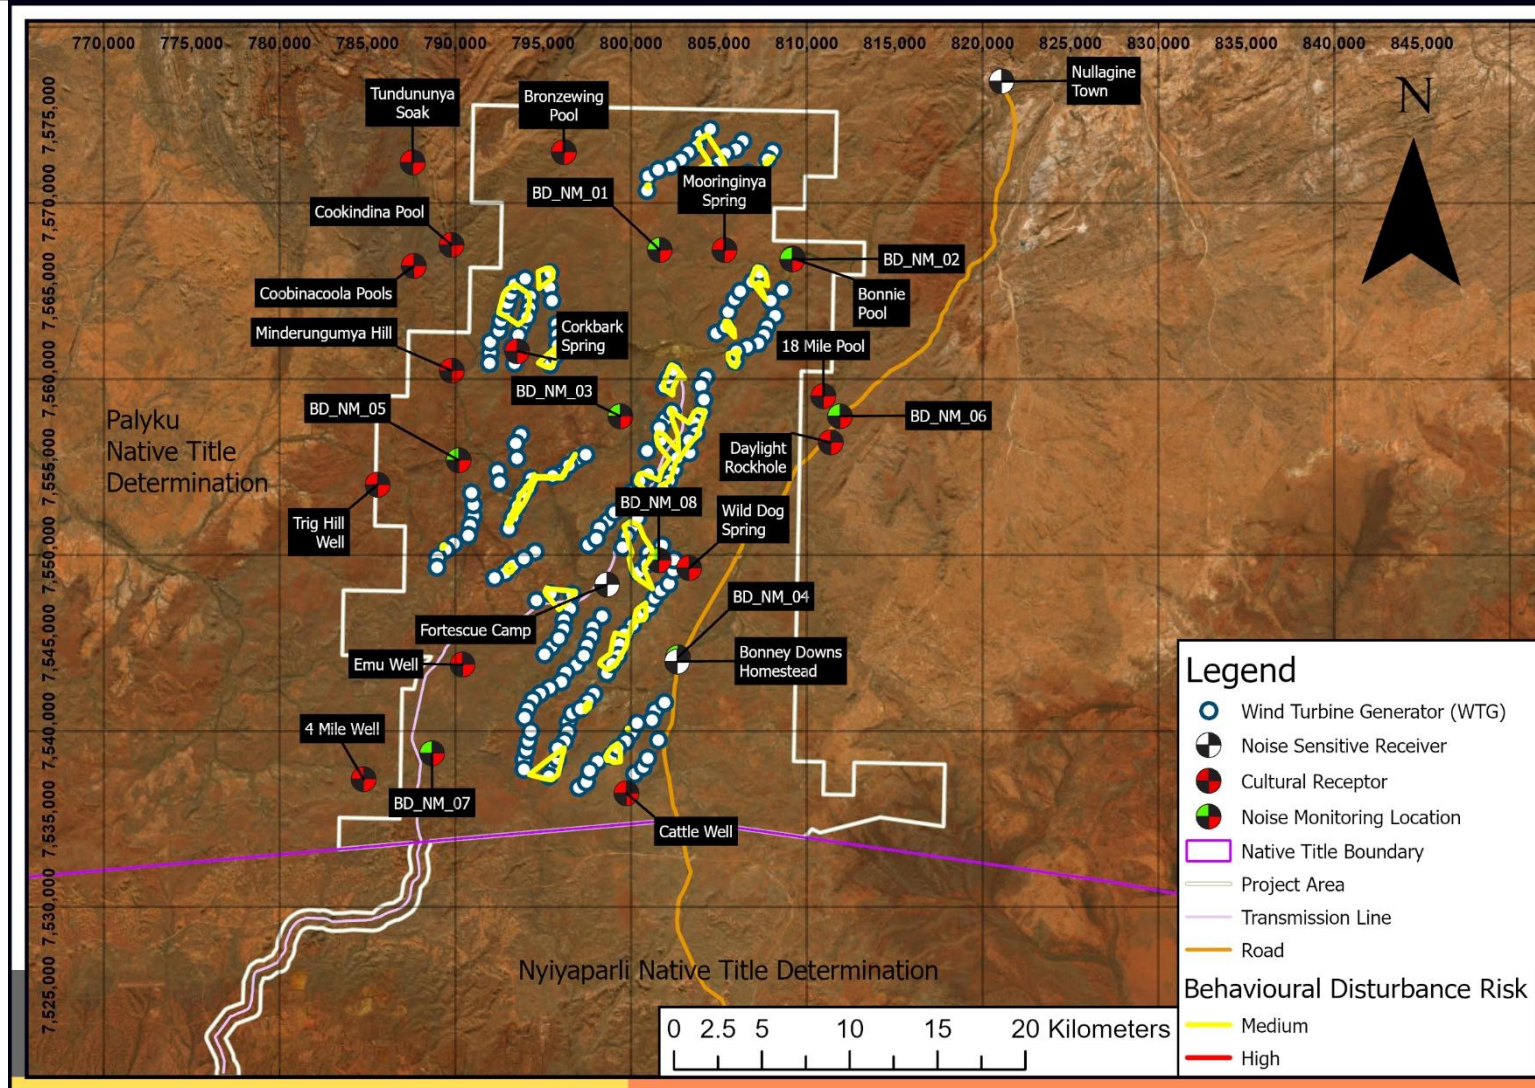 770,000 775,000 780,000 785,000 790,000 795,000 800,000 805,000 810,000 815,000 820,000 825,000 830,000 835,000 840,000 845,000
7,575,000
7,570,000
7,565,000
7,560,000
7,555,000
7,550,000
7,545,000
7,540,000
7,535,000
7,530,000
7,525,000
N
Nullagine
Town
Tundununya
Soak
Bronzewing
Pool
BD_NM_01
Mooringinya
Spring
Cookindina Pool
BD_NM_02
Coobinacoola Pools
Bonnie
Pool
Minderungumya Hill
Corkbark
Spring
18 Mile Pool
BD_NM_03
BD_NM_05
BD_NM_06
Palyku
Native Title
Determination
Daylight
Rockhole
BD_NM_08
Wild Dog
Spring
Trig Hill
Well
BD_NM_04
Fortescue Camp
Bonney Downs
Homestead
Emu Well
4 Mile Well
BD_NM_07
Cattle Well
Nyiyaparli Native Title Determination
0 2.5 5 10 15 20 Kilometers
Legend
Wind Turbine Generator (WTG)
Noise Sensitive Receiver
Cultural Receptor
Noise Monitoring Location
Native Title Boundary
Project Area
Transmission Line
Road
Behavioural Disturbance Risk
Medium
High